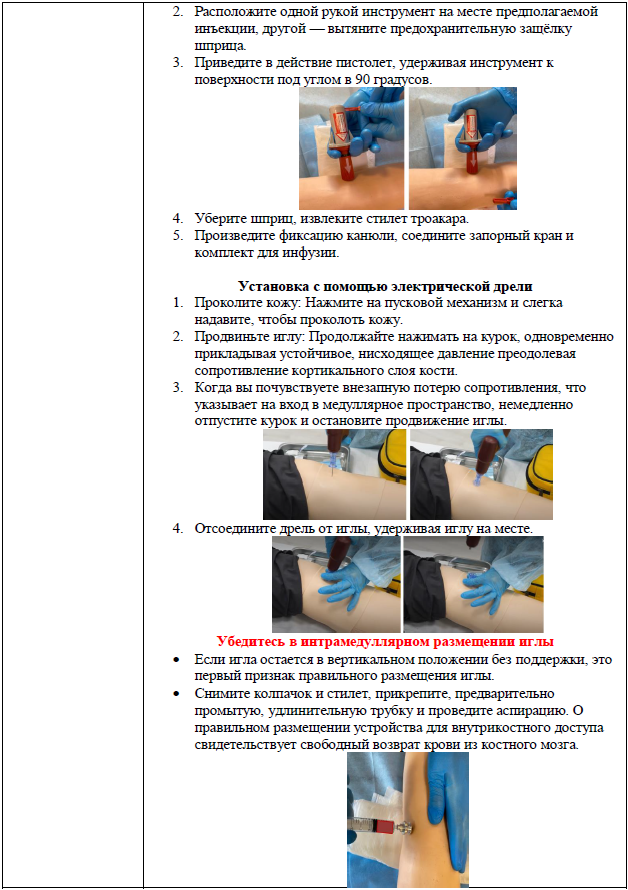 2. Расположите одной рукой инструмент на месте предполагаемой
инъекции, другой — вытяните предохранительную защёлку
шприца.
3. Приведите в действие пистолет, удерживая инструмент к
поверхности под углом в 90 градусов.
4. Уберите шприц, извлеките стилет троакара.
5. Произведите фиксацию канюли, соедините запорный кран и
комплект для инфузии.
Установка с помощью электрической дрели
1. Проколите кожу: Нажмите на пусковой механизм и слегка
надавите, чтобы проколоть кожу.
2. Продвиньте иглу: Продолжайте нажимать на курок, одновременно
прикладывая устойчивое, нисходящее давление преодолевая
сопротивление кортикального слоя кости.
3. Когда вы почувствуете внезапную потерю сопротивления, что
указывает на вход в медуллярное пространство, немедленно
отпустите курок и остановите продвижение иглы.
4. Отсоедините дрель от иглы, удерживая иглу на месте.
Убедитесь в интрамедуллярном размещении иглы
• Если игла остается в вертикальном положении без поддержки, это
первый признак правильного размещения иглы.
• Снимите колпачок и стилет, прикрепите, предварительно
промытую, удлинительную трубку и проведите аспирацию. О
правильном размещении устройства для внутрикостного доступа
свидетельствует свободный возврат крови из костного мозга.